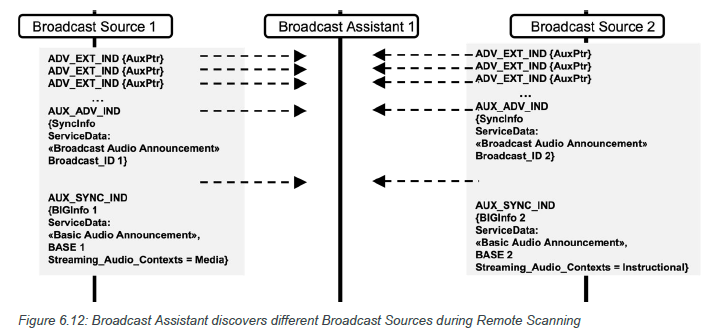 Broadcast Source 1
Broadcast Assistant 1
Broadcast Source 2
ADV_EXT_IND {AuxPtr}
ADV_EXT_IND {AuxPtr}
ADV_EXT_IND {AuxPtr}
...
AUX_ADV_IND
{SyncInfo
ServiceData:
«Broadcast Audio Announcement»
Broadcast_ID 1}
AUX_SYNC_IND
{BIGInfo 1
ServiceData:
«Basic Audio Announcement»,
BASE 1
Streaming_Audio_Contexts = Media}
ADV_EXT_IND {AuxPtr}
ADV_EXT_IND {AuxPtr}
ADV_EXT_IND {AuxPtr}
...
AUX_ADV_IND
{SyncInfo
ServiceData:
«Broadcast Audio Announcement»
Broadcast_ID 2}
AUX_SYNC_IND
{BIGInfo 2
ServiceData:
«Basic Audio Announcement»,
BASE 2
Streaming_Audio_Contexts = Instructional}
Figure 6.12: Broadcast Assistant discovers different Broadcast Sources during Remote Scanning